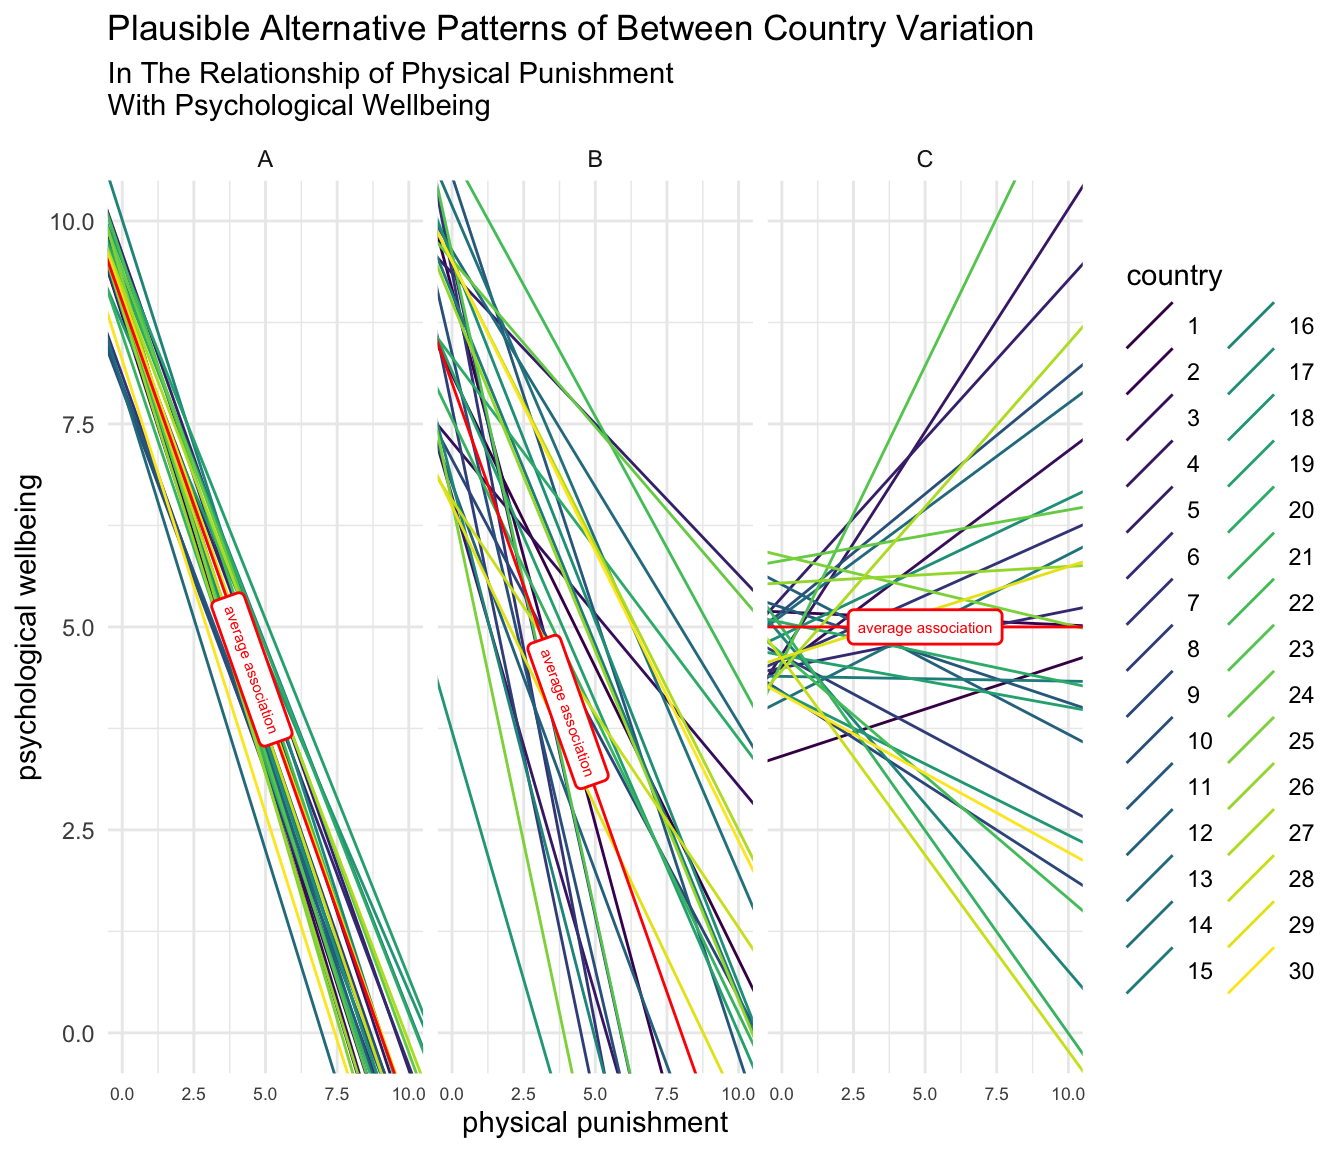 Plausible Alternative Patterns of Between Country Variation
In The Relationship of Physical Punishment
With Psychological Wellbeing
A
B
C
psychological wellbeing
10.0
7.5
5.0
2.5
0.0
average association
average association
average association
0.0 2.5 5.0 7.5 10.0
0.0 2.5 5.0 7.5 10.0
0.0 2.5 5.0 7.5 10.0
physical punishment
country
1 16
2 17
3 18
4 19
5 20
6 21
7 22
8 23
9 24
10 25
11 26
12 27
13 28
14 29
15 30